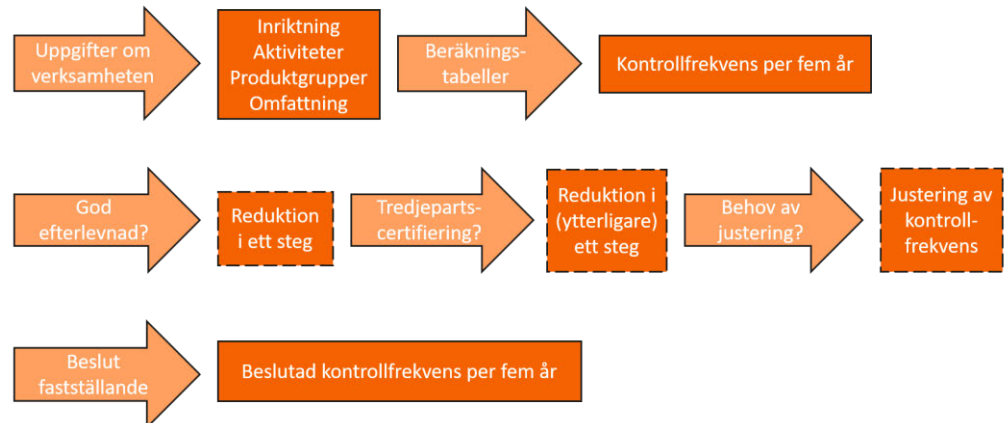 Uppgifter om
verksamheten
Inriktning
Aktiviteter
Produktgrupper
Omfattning
Beräknings-
tabeller
Kontrollfrekvens per fem år
God
efterlevnad?
Reduktion
i ett steg
Tredjeparts-
certifiering?
Reduktion i
(ytterligare)
ett steg
Behov av
justering?
Justering av
kontroll-
frekvens
Beslut
fastställande
Beslutad kontrollfrekvens per fem år